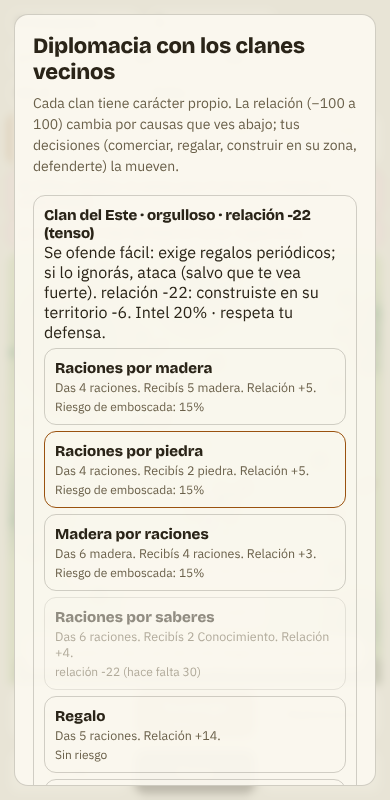 Diplomacia con los clanes
vecinos
Cada clan tiene carácter propio. La relación (−100 a
100) cambia por causas que ves abajo; tus
decisiones (comerciar, regalar, construir en su zona,
defenderte) la mueven.
Clan del Este · orgulloso · relación -22
(tenso)
Se ofende fácil: exige regalos periódicos;
si lo ignorás, ataca (salvo que te vea
fuerte). relación -22: construiste en su
territorio -6. Intel 20% · respeta tu
defensa.
Raciones por madera
Das 4 raciones. Recibís 5 madera. Relación +5.
Riesgo de emboscada: 15%
Raciones por piedra
Das 4 raciones. Recibís 2 piedra. Relación +5.
Riesgo de emboscada: 15%
Madera por raciones
Das 6 madera. Recibís 4 raciones. Relación +3.
Riesgo de emboscada: 15%
Raciones por saberes
Das 6 raciones. Recibís 2 Conocimiento. Relación
+4.
relación -22 (hace falta 30)
Regalo
Das 5 raciones. Relación +14.
Sin riesgo